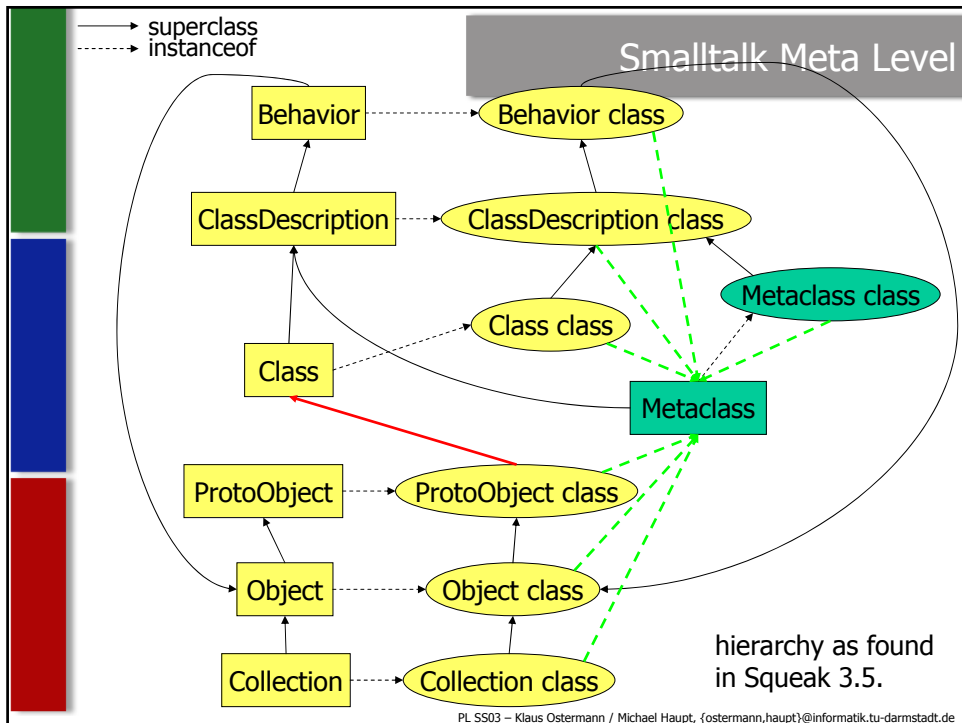 superclass
instanceof
Smalltalk Meta Level
Behavior
Behavior class
ClassDescription
ClassDescription class
Metaclass class
Class class
Class
Metaclass
ProtoObject
ProtoObject class
Object
Object class
Collection
Collection class
hierarchy as found
in Squeak 3.5.
PL SS03 – Klaus Ostermann / Michael Haupt, {ostermann,haupt}@informatik.tu-darmstadt.de